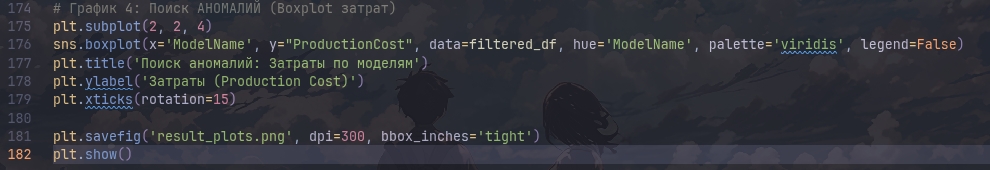 174 # График 4: Поиск АНОМАЛИЙ (Boxplot затрат)
175 plt.subplot(2, 2, 4)
176 sns.boxplot(x='ModelName', y="ProductionCost", data=filtered_df, hue='ModelName', palette='viridis', legend=False)
177 plt.title('Поиск аномалий: Затраты по моделям')
178 plt.ylabel('Затраты (Production Cost)')
179 plt.xticks(rotation=15)
180
181 plt.savefig('result_plots.png', dpi=300, bbox_inches='tight')
182 plt.show()